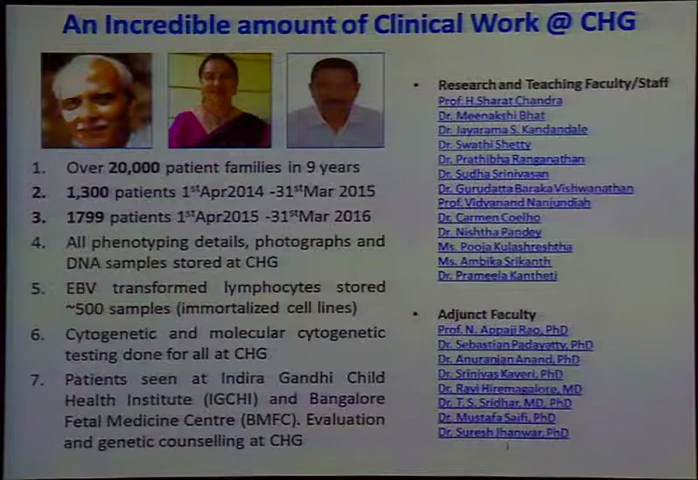 An Incredible amount of Clinical Work @ CHG
1. Over 20,000 patient families in 9 years
2. 1,300 patients 1stApr2014 -31stMar 2015
3. 1799 patients 1stApr2015 -31stMar 2016
4. All phenotyping details, photographs and
DNA samples stored at CHG
5. EBV transformed lymphocytes stored
~500 samples (immortalized cell lines)
6. Cytogenetic and molecular cytogenetic
testing done for all at CHG
7. Patients seen at Indira Gandhi Child
Health Institute (IGCHI) and Bangalore
Fetal Medicine Centre (BMFC). Evaluation
and genetic counselling at CHG
• Research and Teaching Faculty/Staff
Prof. H.Sharat Chandra
Dr. Meenakshi Bhat
Dr. Jayarama S. Kandandale
Dr. Swathi Shetty
Dr. Prathibha Ranganathan
Dr. Sudha Srinivasan
Dr. Gurudatta Baraka Vishwanathan
Prof. Vidyanand Nanjundiah
Dr. Carmen Coelho
Dr. Nishtha Pandey
Ms. Pooja Kulashreshtha
Ms. Ambika Srikanth
Dr. Prameela Kantheti
• Adjunct Faculty
Prof. N. Appaji Rao, PhD
Dr. Sebastian Padayatty, PhD
Dr. Anuranjan Anand, PhD
Dr. Srinivas Kaveri, PhD
Dr. Ravi Hiremagalore, MD
Dr. T. S. Sridhar, MD, PhD
Dr. Mustafa Saifi, PhD
Dr. Suresh Jhanwar, PhD